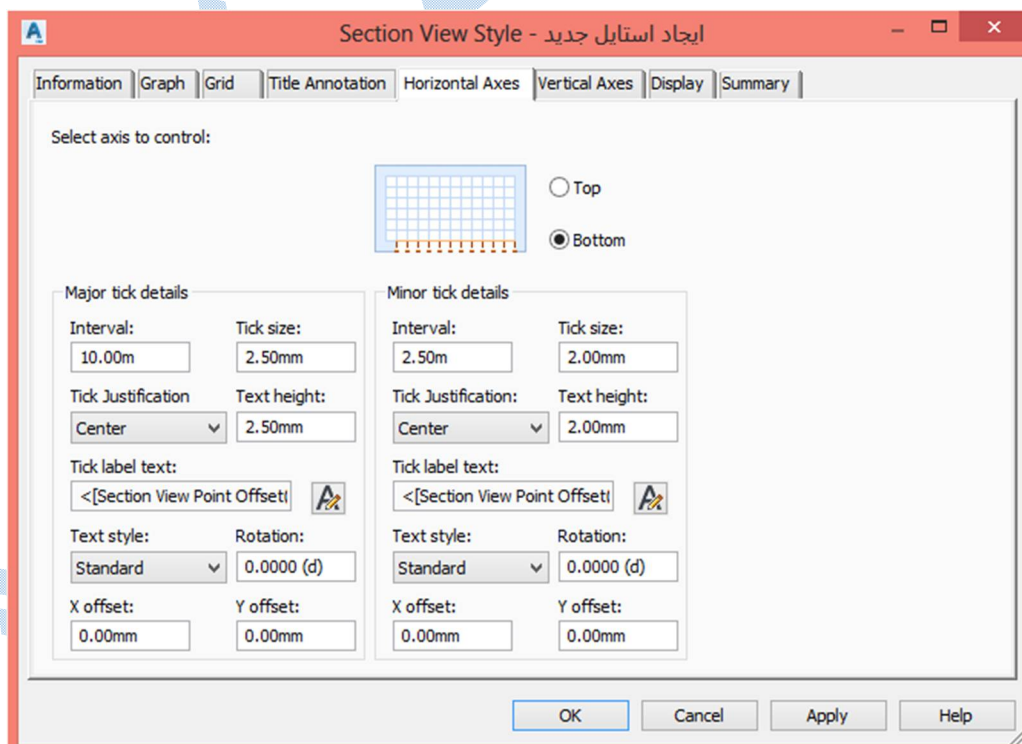 Section View Style - ایجاد استایل جدید
Information Graph Grid Title Annotation Horizontal Axes Vertical Axes Display Summary
Select axis to control:
Top
Bottom
Major tick details
Interval: Tick size:
10.00m 2.50mm
Tick Justification Text height:
Center 2.50mm
Tick label text:
<[Section View Point Offset(
Text style: Rotation:
Standard 0.0000 (d)
X offset: Y offset:
0.00mm 0.00mm
Minor tick details
Interval: Tick size:
2.50m 2.00mm
Tick Justification: Text height:
Center 2.00mm
Tick label text:
<[Section View Point Offset(
Text style: Rotation:
Standard 0.0000 (d)
X offset: Y offset:
0.00mm 0.00mm
OK Cancel Apply Help